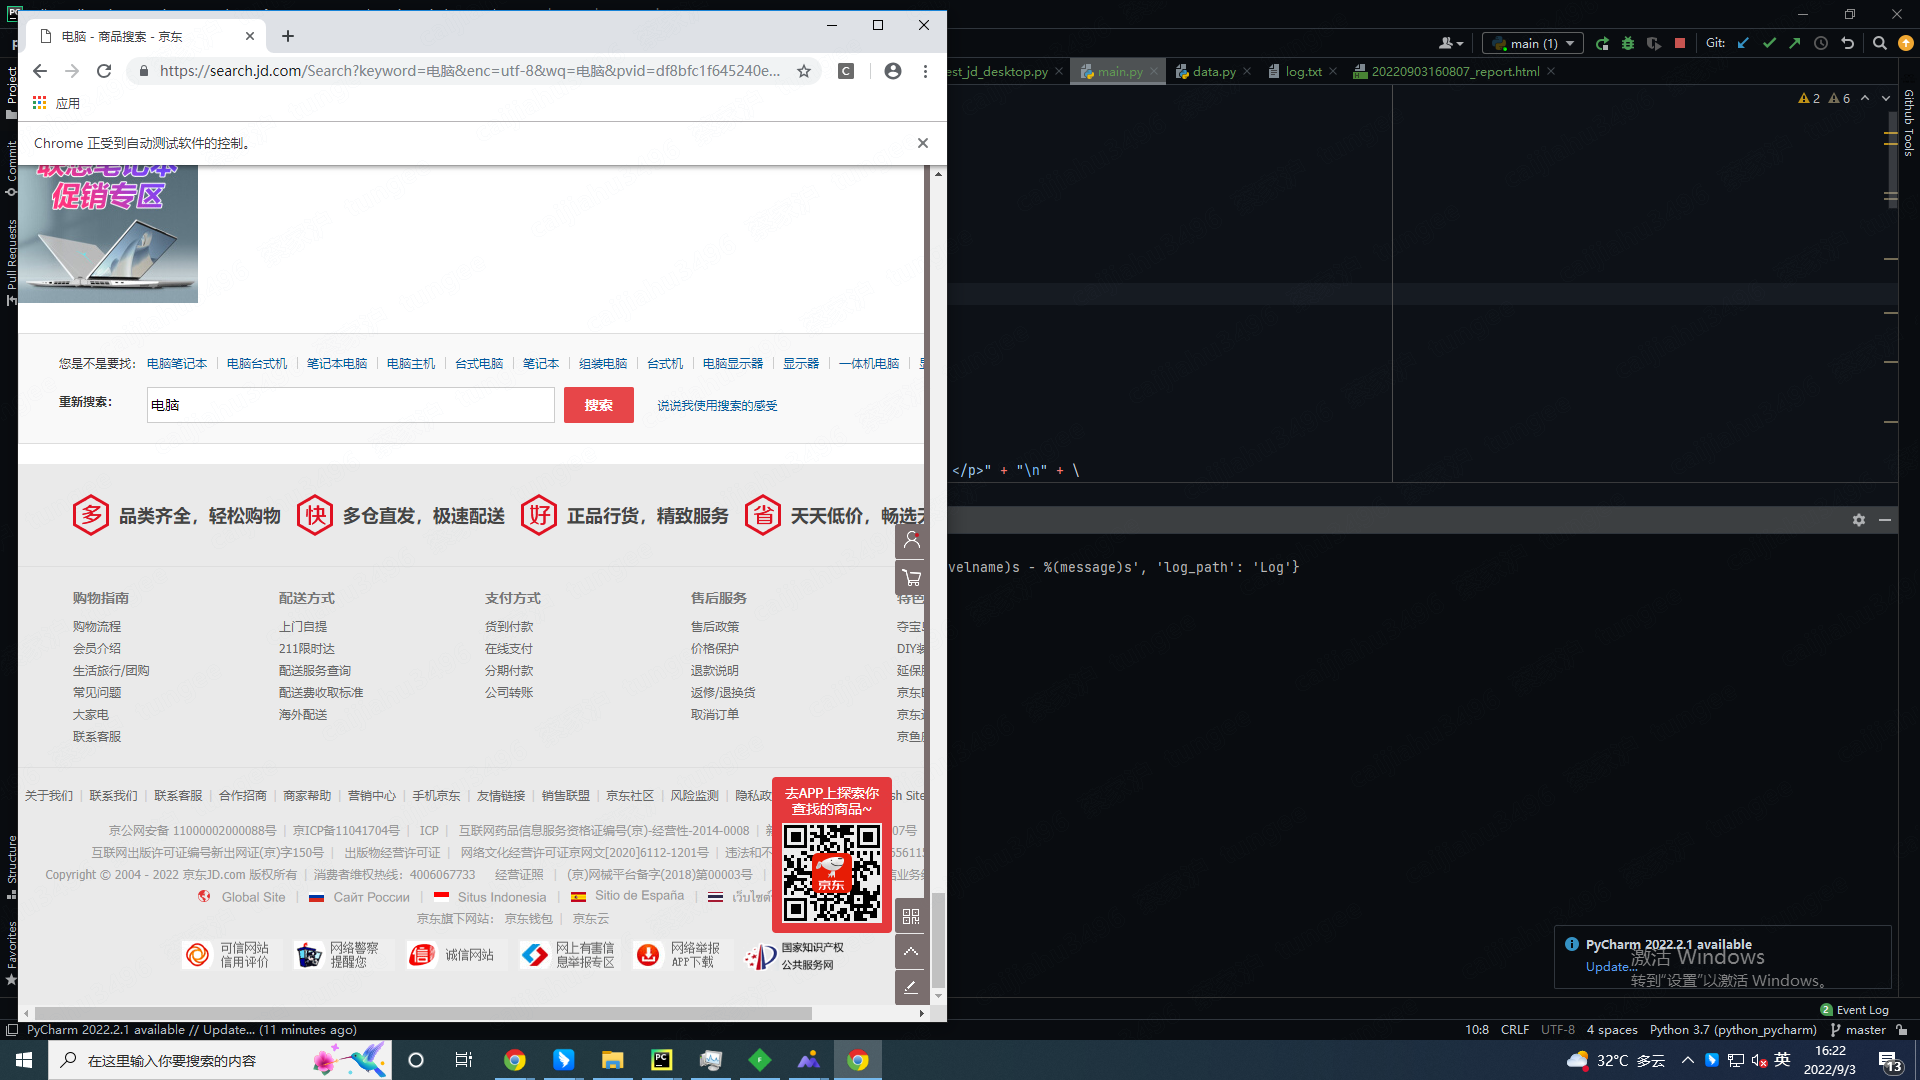 电脑 - 商品搜索 - 京东
https://search.jd.com/Search?keyword=电脑&enc=utf-8&wq=电脑&pvid=df8bfc1f645240e...
应用
Chrome 正受到自动测试软件的控制。
联想笔记本
促销专区
您是不是要找： 电脑笔记本 电脑台式机 笔记本电脑 电脑主机 台式电脑 笔记本 组装电脑 台式机 电脑显示器 显示器 一体机电脑
重新搜索： 电脑 搜索 说说我使用搜索的感受
多 品类齐全，轻松购物 快 多仓直发，极速配送 好 正品行货，精致服务 省 天天低价，畅选
购物指南 配送方式 支付方式 售后服务 特色
购物流程 上门自提 货到付款 售后政策 夺宝
会员介绍 211限时达 在线支付 价格保护 DIY
生活旅行/团购 配送服务查询 分期付款 退款说明 延保
常见问题 配送费收取标准 公司转账 返修/退换货 京东
大家电 海外配送 取消订单 京东
联系客服 京鱼
关于我们 | 联系我们 | 联系客服 | 合作招商 | 商家帮助 | 营销中心 | 手机京东 | 友情链接 | 销售联盟 | 京东社区 | 风险监测 | 隐私政 sh Site
京公网安备 11000002000088号 | 京ICP备11041704号 | ICP | 互联网药品信息服务资格证编号(京)-经营性-2014-0008 | 新 07号
互联网出版许可证编号新出网证(京)字150号 | 出版物经营许可证 | 网络文化经营许可证京网文[2020]6112-1201号 | 违法和不 656115
Copyright © 2004 - 2022 京东JD.com 版权所有 | 消费者维权热线：4006067733 经营证照 | (京)网械平台备字(2018)第00003号 | 信业务
Global Site | Сайт России | Situs Indonesia | Sitio de España | เว็บไซต์
京东旗下网站： 京东钱包 | 京东云
可信网站 信用评价 网络警察 提醒您 诚信网站 网上有害信息举报专区 网络举报 APP下载 国家知识产权 公共服务网
去APP上探索你
查找的商品~
京东
main (1) Git:
est_jd_desktop.py main.py data.py log.txt 20220903160807_report.html
2 6
</p>" + "\n" + \
velname)s - %(message)s', 'log_path': 'Log'}
Project
Commit
Pull Requests
Structure
Favorites
Github Tools
PyCharm 2022.2.1 available
Update...
激活 Windows
转到“设置”以激活 Windows。
2 Event Log
PyCharm 2022.2.1 available // Update... (11 minutes ago)
10:8 CRLF UTF-8 4 spaces Python 3.7 (python_pycharm) master
在这里输入你要搜索的内容
32°C 多云 英
16:22
2022/9/3
13